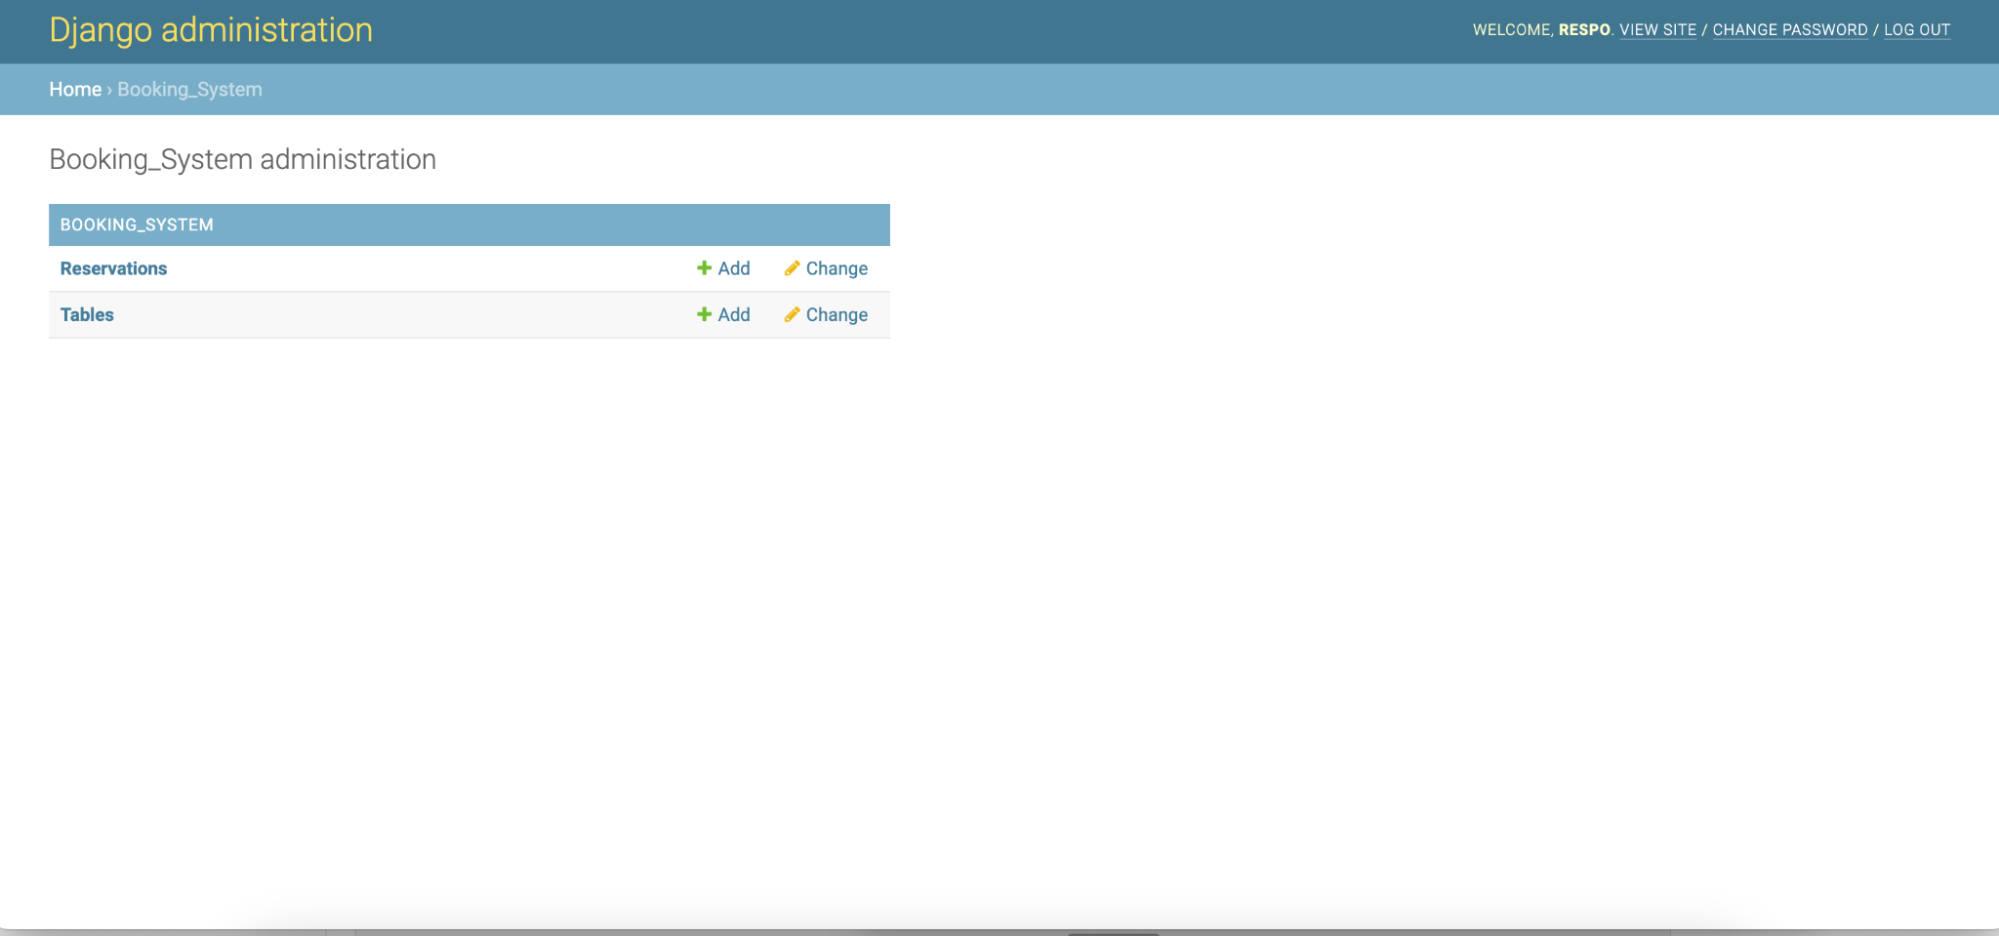 Django administration
WELCOME, RESPO. VIEW SITE / CHANGE PASSWORD / LOG OUT
Home › Booking_System
Booking_System administration
BOOKING_SYSTEM
Reservations Add Change
Tables Add Change